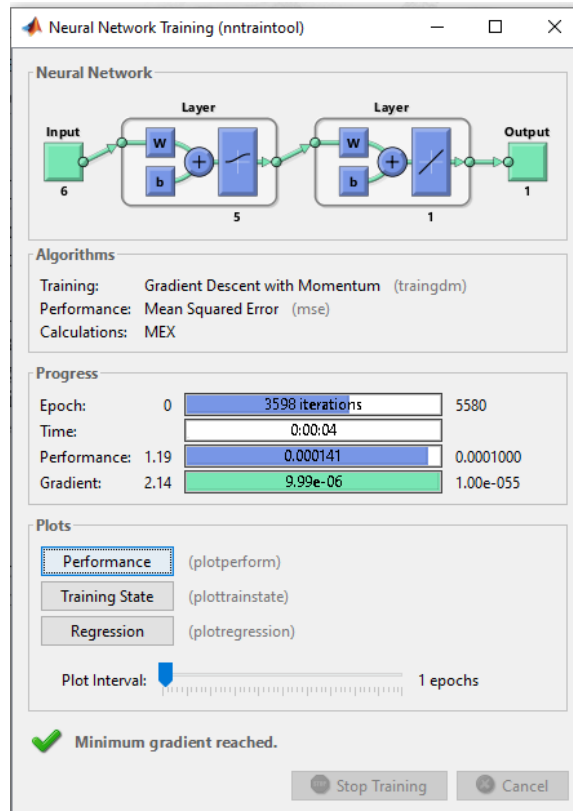 Neural Network Training (nntraintool)
Neural Network
Layer Layer
Input Output
W W
b b
6 1
5 1
Algorithms
Training: Gradient Descent with Momentum (traingdm)
Performance: Mean Squared Error (mse)
Calculations: MEX
Progress
Epoch: 0 3598 iterations 5580
Time: 0:00:04
Performance: 1.19 0.000141 0.0001000
Gradient: 2.14 9.99e-06 1.00e-055
Plots
Performance (plotperform)
Training State (plottrainstate)
Regression (plotregression)
Plot Interval: 1 epochs
Minimum gradient reached.
Stop Training Cancel